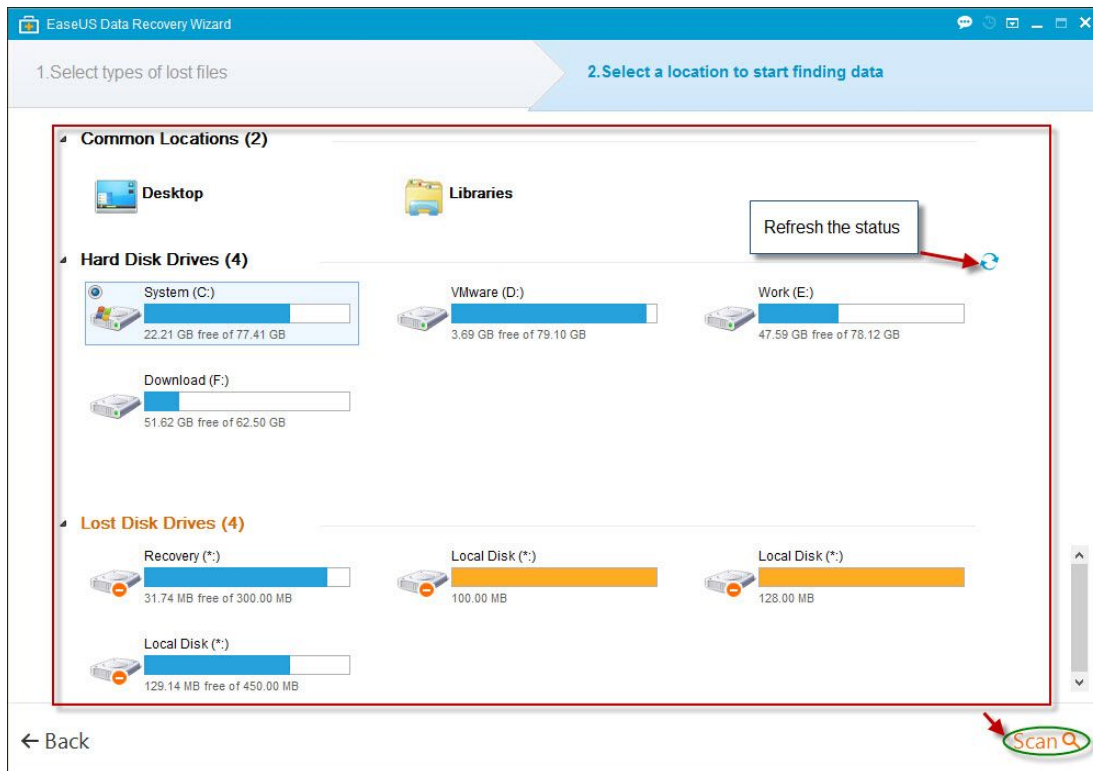 EaseUS Data Recovery Wizard
1.Select types of lost files
2.Select a location to start finding data
Common Locations (2)
Desktop
Libraries
Refresh the status
Hard Disk Drives (4)
System (C:)
22.21 GB free of 77.41 GB
VMware (D:)
3.69 GB free of 79.10 GB
Work (E:)
47.59 GB free of 78.12 GB
Download (F:)
51.62 GB free of 62.50 GB
Lost Disk Drives (4)
Recovery (*:)
31.74 MB free of 300.00 MB
Local Disk (*:)
100.00 MB
Local Disk (*:)
128.00 MB
Local Disk (*:)
129.14 MB free of 450.00 MB
Back
Scan